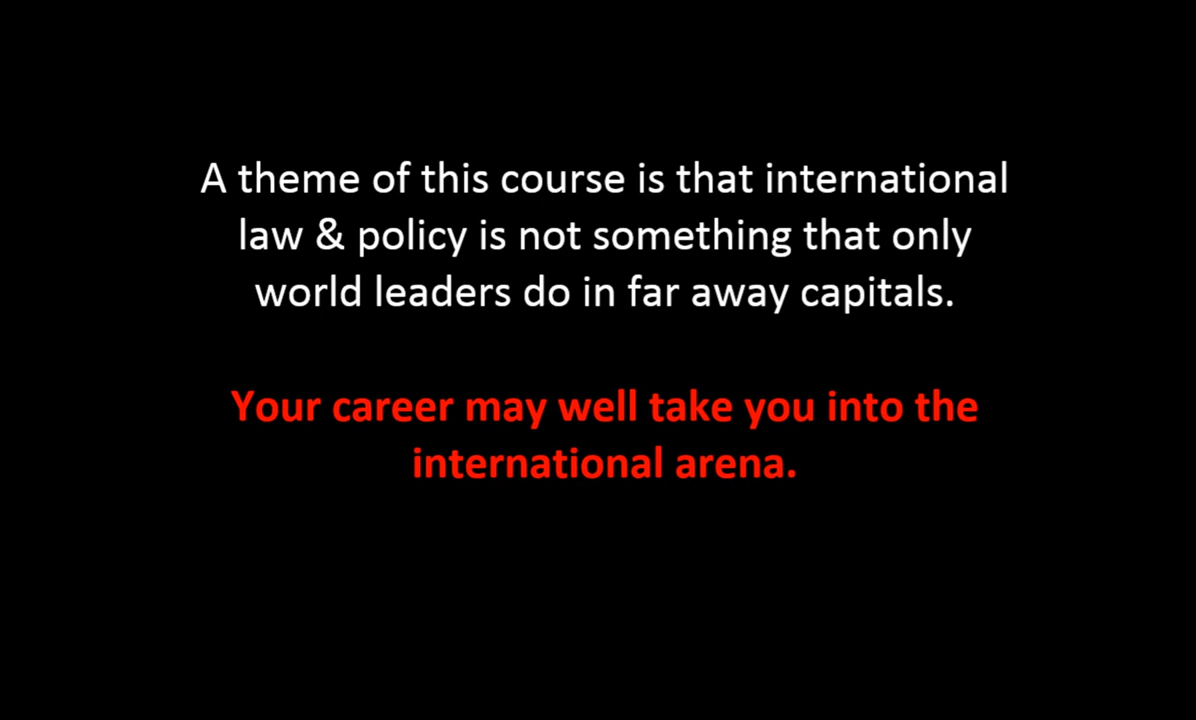 A theme of this course is that international
law & policy is not something that only
world leaders do in far away capitals.
Your career may well take you into the
international arena.